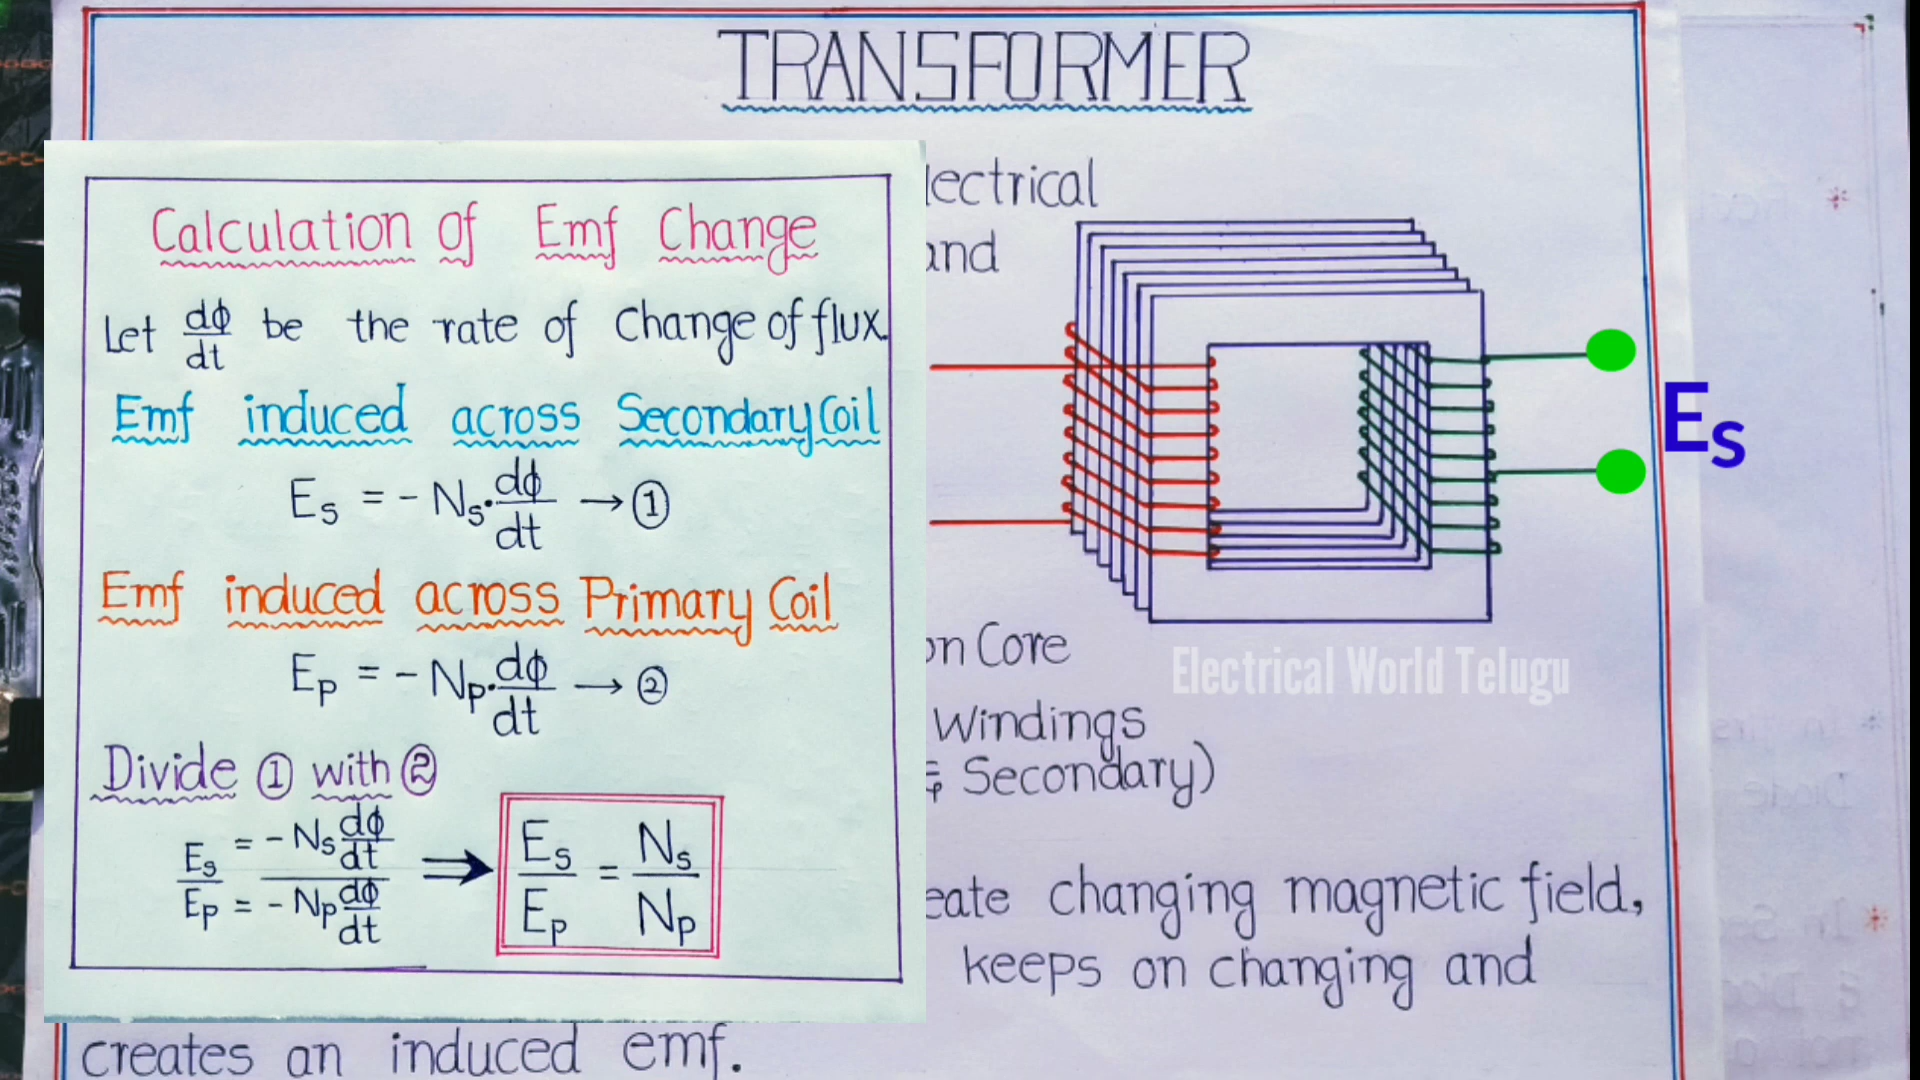 TRANSFORMER
Calculation of Emf Change
Let dϕ/dt be the rate of change of flux.
Emf induced across Secondary Coil
Es = - Ns. dϕ/dt → ①
Emf induced across Primary Coil
Ep = - Np. dϕ/dt → ②
Divide ① with ②
Es/Ep = - Ns dϕ/dt / = - Np dϕ/dt ⇒ Es/Ep = Ns/Np
lectrical
and
Es
on Core
Electrical World Telugu
Windings
& Secondary)
eate changing magnetic field,
keeps on changing and
creates an induced emf.